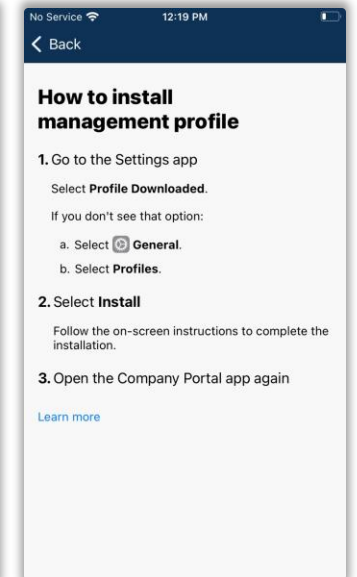 No Service 12:19 PM
Back
How to install
management profile
1. Go to the Settings app
Select Profile Downloaded.
If you don't see that option:
a. Select General.
b. Select Profiles.
2. Select Install
Follow the on-screen instructions to complete the
installation.
3. Open the Company Portal app again
Learn more